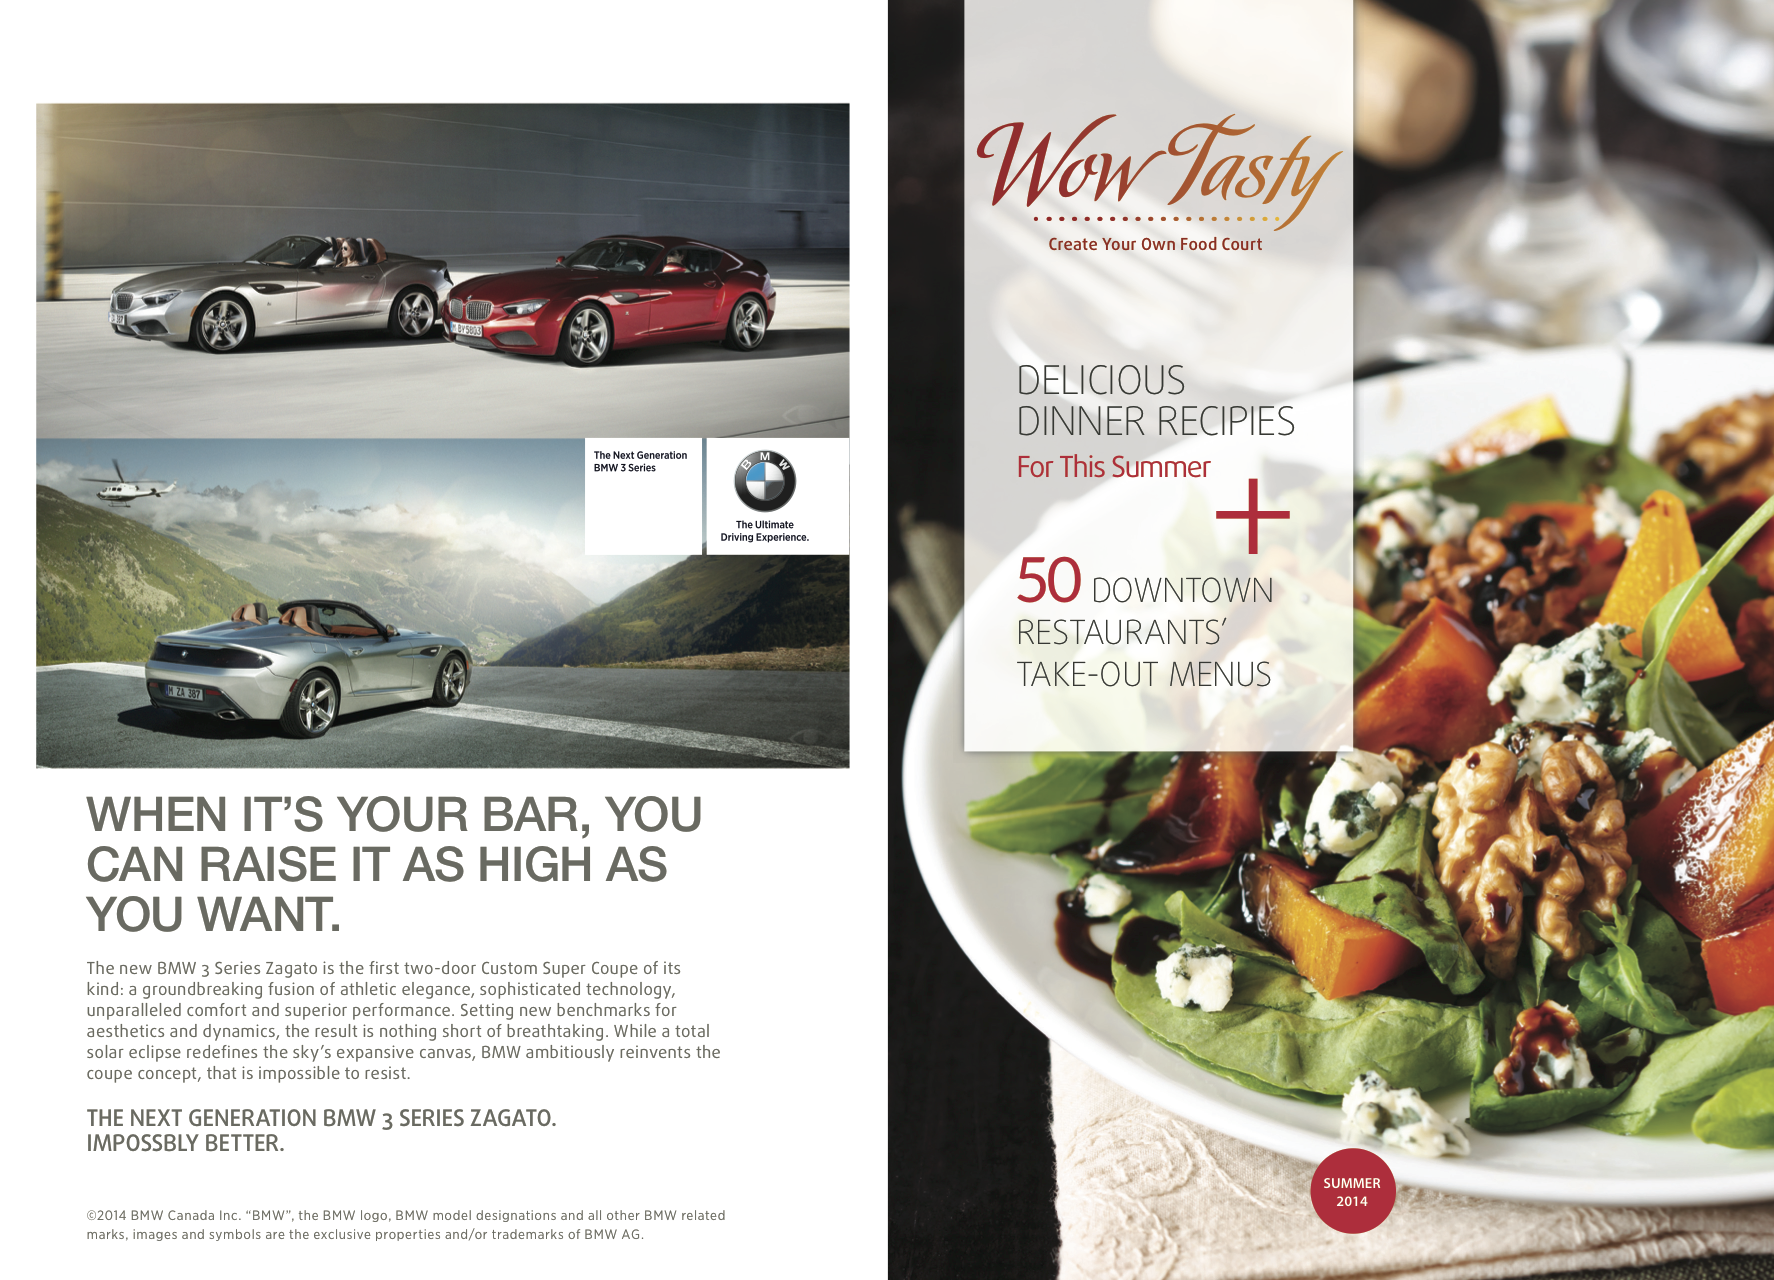 The Next Generation
BMW 3 Series
BMW
The Ultimate
Driving Experience.
M ZA 387
WHEN IT’S YOUR BAR, YOU
CAN RAISE IT AS HIGH AS
YOU WANT.
The new BMW 3 Series Zagato is the first two-door Custom Super Coupe of its
kind: a groundbreaking fusion of athletic elegance, sophisticated technology,
unparalleled comfort and superior performance. Setting new benchmarks for
aesthetics and dynamics, the result is nothing short of breathtaking. While a total
solar eclipse redefines the sky’s expansive canvas, BMW ambitiously reinvents the
coupe concept, that is impossible to resist.
THE NEXT GENERATION BMW 3 SERIES ZAGATO.
IMPOSSBLY BETTER.
©2014 BMW Canada Inc. “BMW”, the BMW logo, BMW model designations and all other BMW related
marks, images and symbols are the exclusive properties and/or trademarks of BMW AG.
Wow Tasty
Create Your Own Food Court
DELICIOUS
DINNER RECIPIES
For This Summer
+
50 DOWNTOWN
RESTAURANTS’
TAKE-OUT MENUS
SUMMER
2014